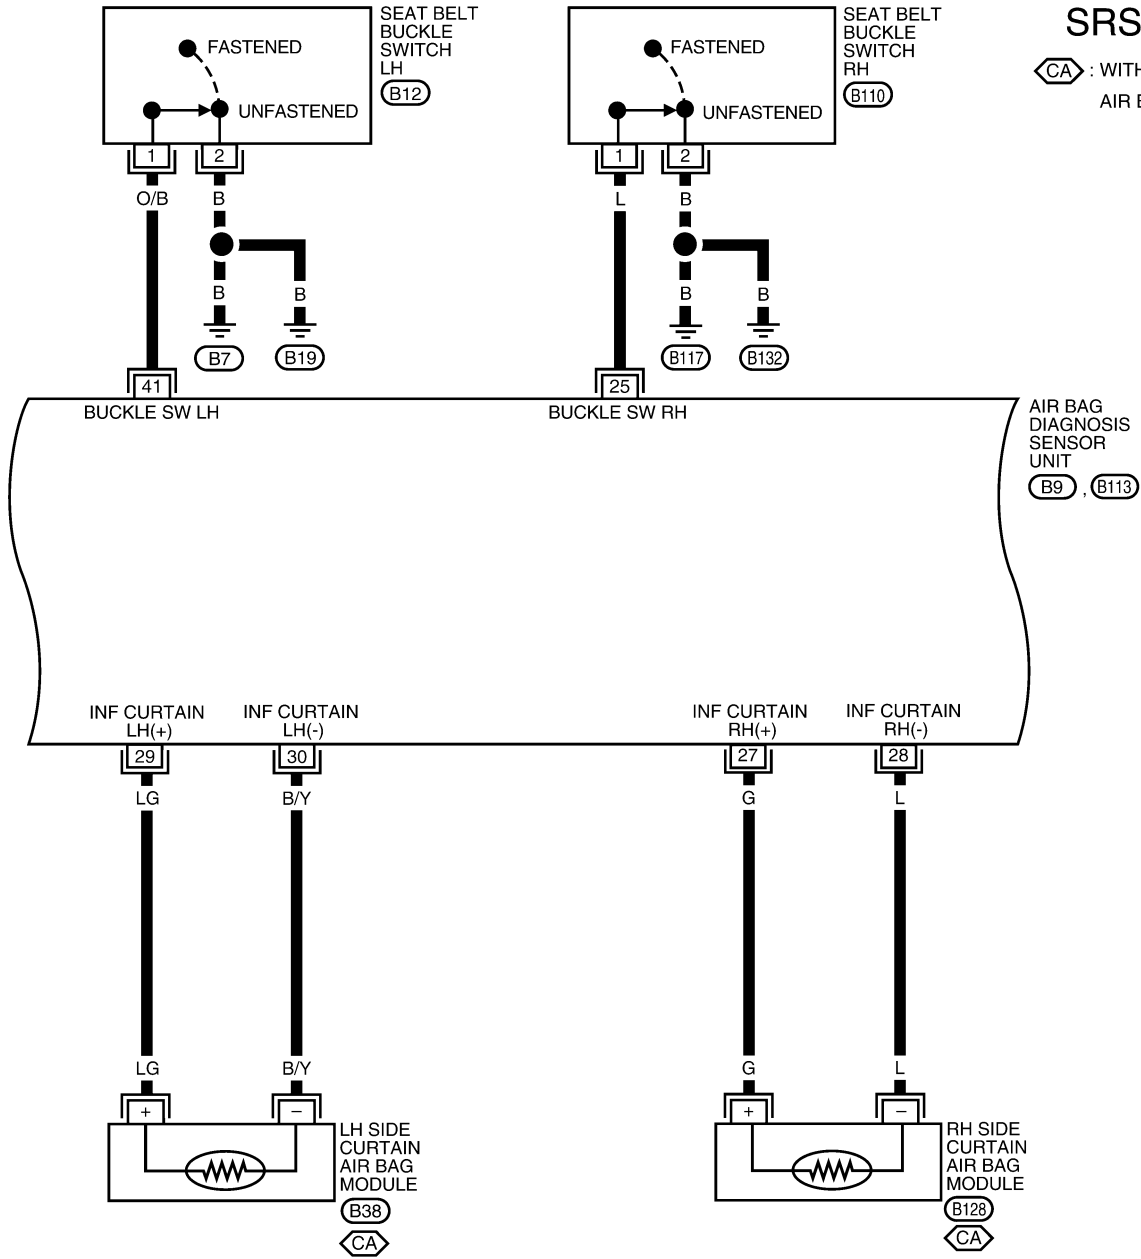 SEAT BELT
BUCKLE
SWITCH
LH
B12
FASTENED
UNFASTENED
1
2
O/B
B
B
B
B7
B19
41
BUCKLE SW LH
SEAT BELT
BUCKLE
SWITCH
RH
B110
FASTENED
UNFASTENED
1
2
L
B
B
B
B117
B132
25
BUCKLE SW RH
SRS
CA : WITH
AIR B
AIR BAG
DIAGNOSIS
SENSOR
UNIT
B9 , B113
INF CURTAIN
LH(+)
INF CURTAIN
LH(-)
INF CURTAIN
RH(+)
INF CURTAIN
RH(-)
29
30
27
28
LG
B/Y
G
L
LG
B/Y
G
L
+
–
+
–
LH SIDE
CURTAIN
AIR BAG
MODULE
B38
CA
RH SIDE
CURTAIN
AIR BAG
MODULE
B128
CA